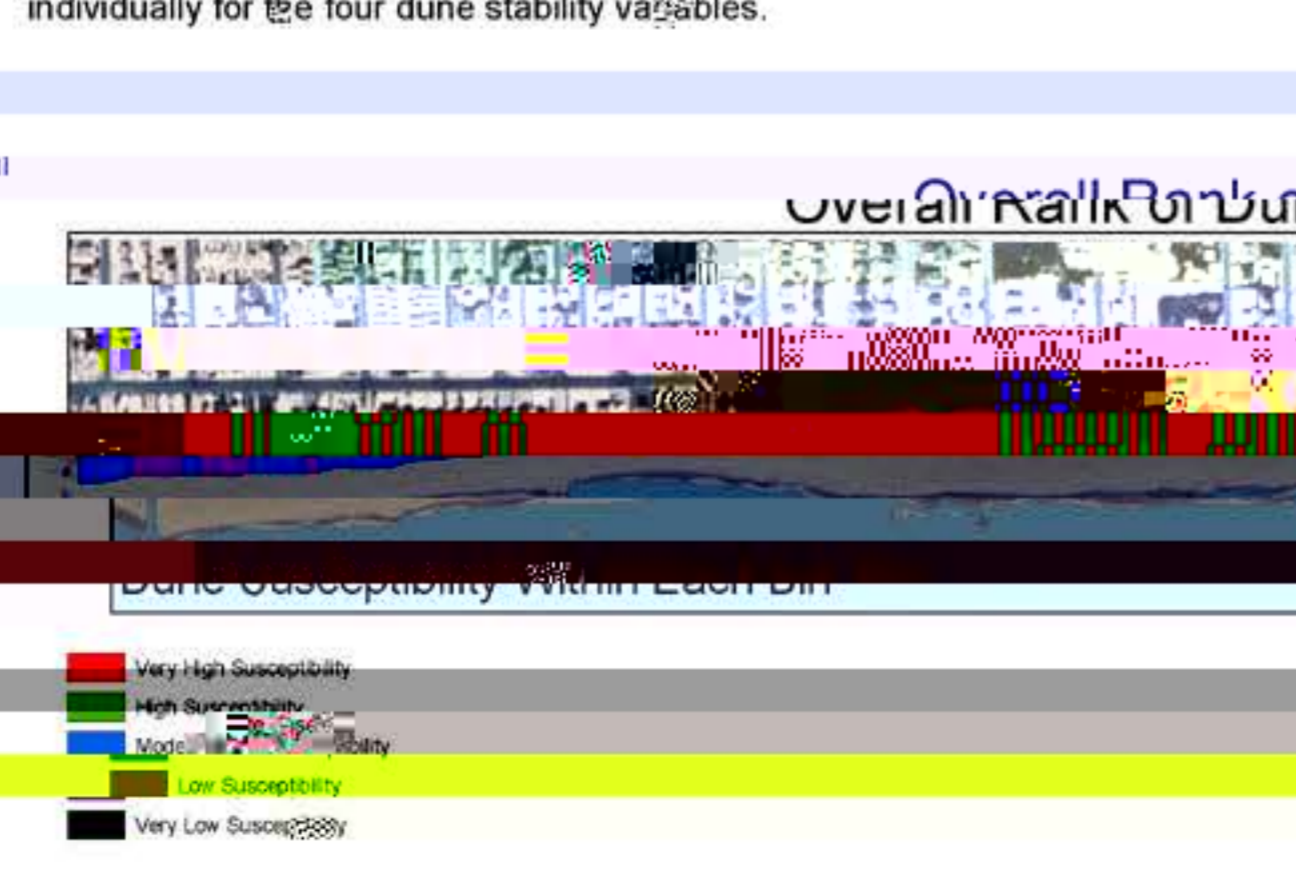 individually for the four dune stability variables.
Overall Rank of
Dune Susceptibility Within Each Bin
Very High Susceptibility
High Susceptibility
Low Susceptibility
Very Low Susceptibility